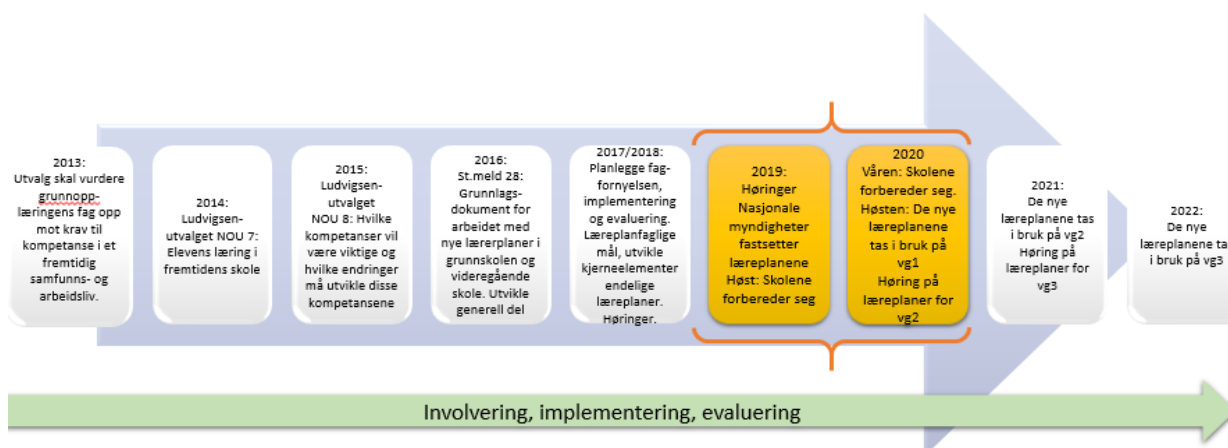 2013:
Utvalg skal vurdere
grunnopp-
læringens fag opp
mot krav til
kompetanse i et
fremtidig
samfunns- og
arbeidsliv.
2014:
Ludvigsen-
utvalget NOU 7:
Elevens læring i
fremtidens skole
2015:
Ludvigsen-
utvalget
NOU 8: Hvilke
kompetanser vil
være viktige og
hvilke endringer
må utvikle disse
kompetansene
2016:
St.meld 28:
Grunnlags-
dokument for
arbeidet med
nye lærerplaner i
grunnskolen og
videregående
skole. Utvikle
generell del
2017/2018:
Planlegge fag-
fornyelsen,
implementering
og evaluering.
Læreplanfaglige
mål, utvikle
kjerneelementer
endelige
læreplaner.
Høringer.
2019:
Høringer
Nasjonale
myndigheter
fastsetter
læreplanene
Høst: Skolene
forbereder seg
2020
Våren: Skolene
forbereder seg.
Høsten: De nye
læreplanene
tas i bruk på
vg1
Høring på
læreplaner for
vg2
2021:
De nye
læreplanene tas
i bruk på vg2
Høring på
læreplaner for
vg3
2022:
De nye
læreplanene ta
i bruk på vg3
Involvering, implementering, evaluering